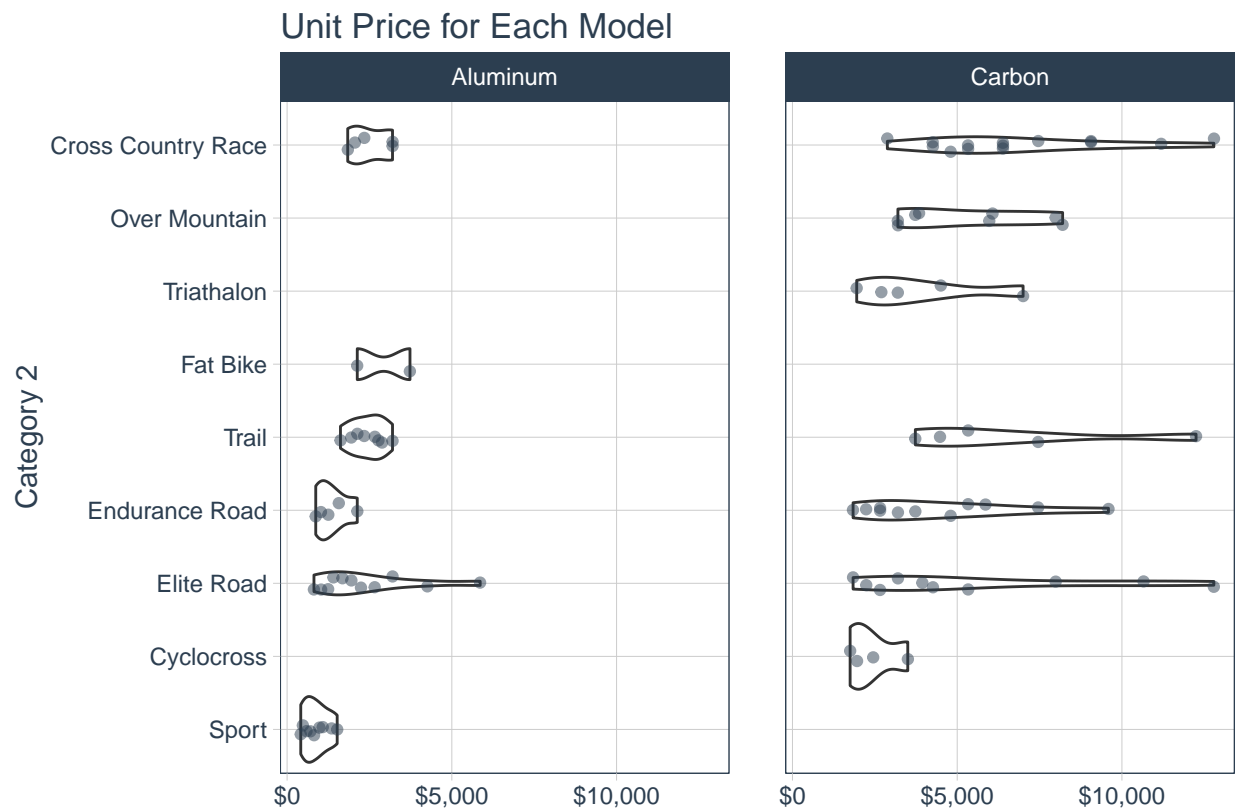 Unit Price for Each Model
Aluminum
Carbon
Category 2
Cross Country Race
Over Mountain
Triathalon
Fat Bike
Trail
Endurance Road
Elite Road
Cyclocross
Sport
$0 $5,000 $10,000
$0 $5,000 $10,000